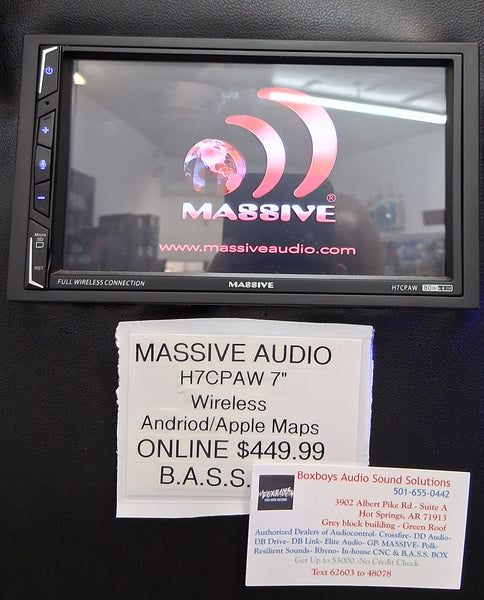 ®
MASSIVE
www.massiveaudio.com
Micro
SD
RST
FULL WIRELESS CONNECTION
MASSIVE
H7CPAW 80W x 4CH
MASSIVE AUDIO
H7CPAW 7"
Wireless
Andriod/Apple Maps
ONLINE $449.99
B.A.S.S.
Boxboys Audio Sound Solutions
501-655-0442
3902 Albert Pike Rd - Suite A
Hot Springs, AR 71913
Grey block building - Green Roof
Authorized Dealers of Audiocontrol- Crossfire- DD Audio-
DB Drive- DB Link- Elite Audio- GP- MASSIVE- Polk-
Resilient Sounds- Rhyno- In-house CNC & B.A.S.S. BOX
Get Up to $5000 -No Credit Check
Text 62603 to 48078